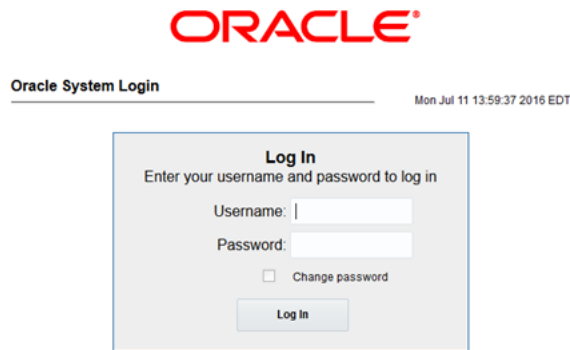 ORACLE®
Oracle System Login
Mon Jul 11 13:59:37 2016 EDT
Log In
Enter your username and password to log in
Username:
Password:
Change password
Log In